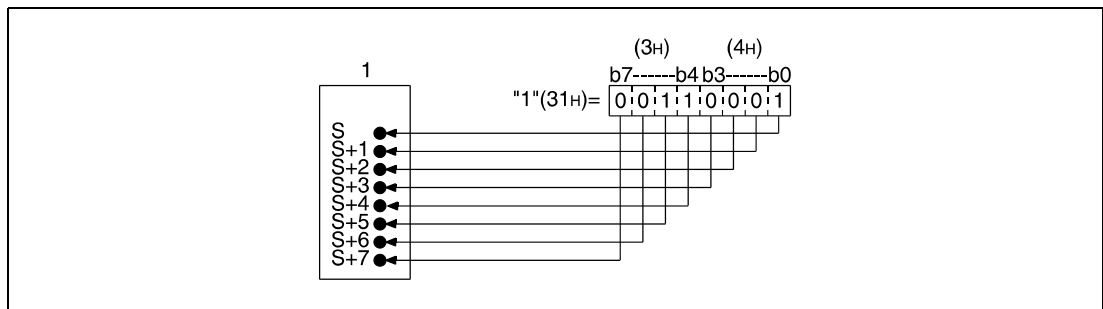 (3H) (4H)
1
b7------b4 b3------b0
"1"(31H)= 0 0 1 1 0 0 0 1
S
S+1
S+2
S+3
S+4
S+5
S+6
S+7